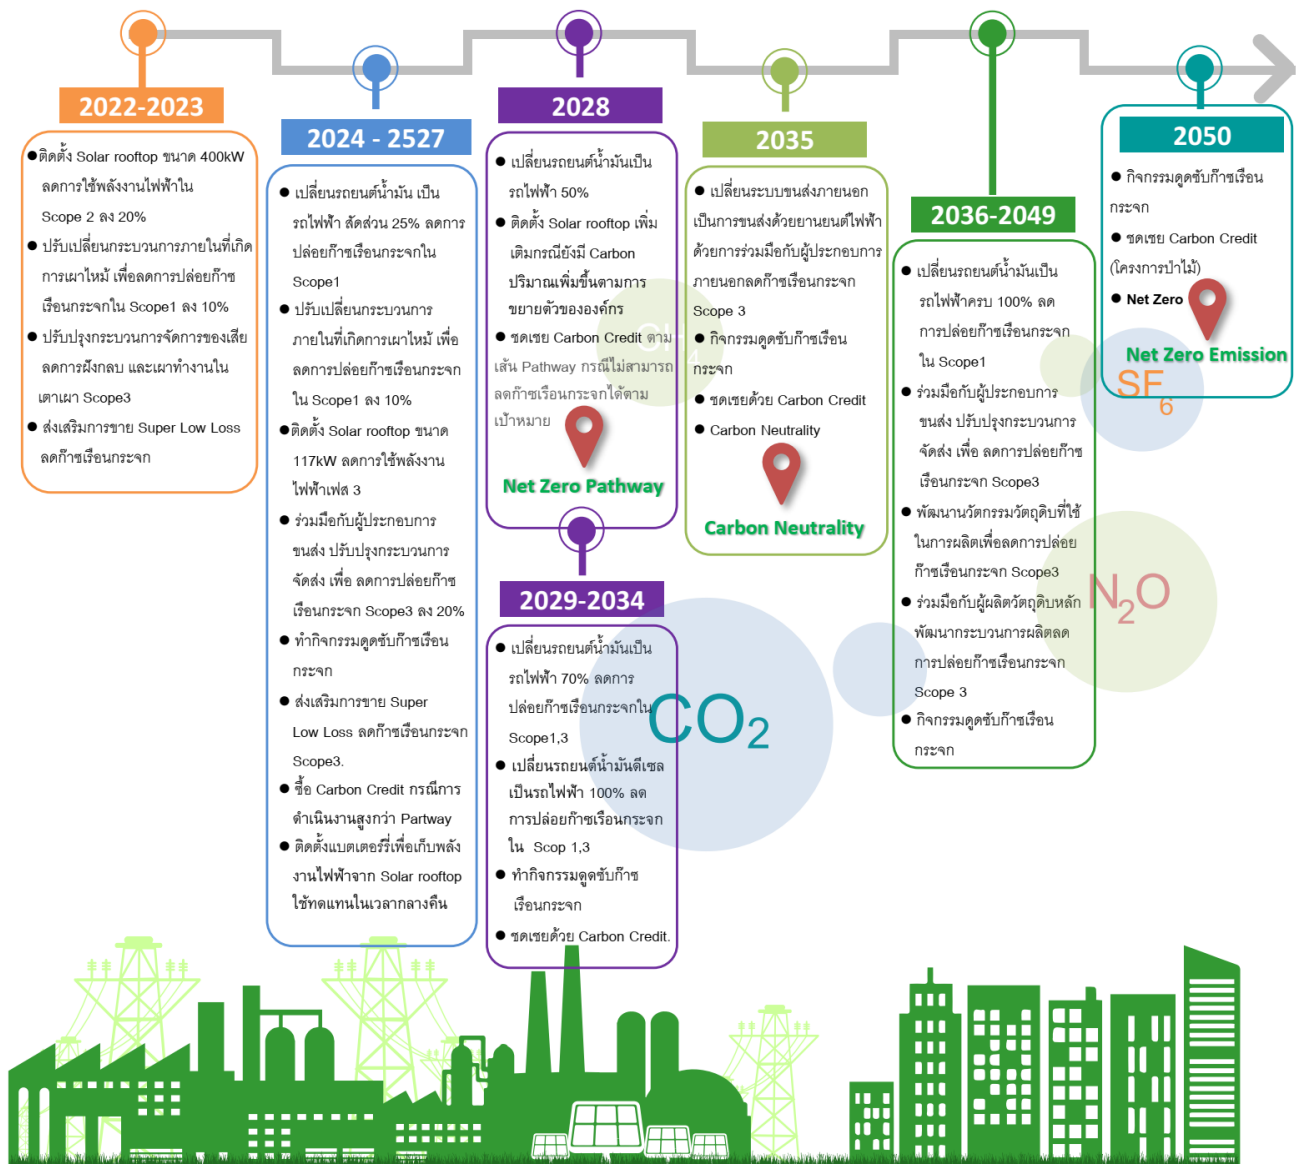 2022-2023
● ติดตั้ง Solar rooftop ขนาด 400kW
ลดการใช้พลังงานไฟฟ้าใน
Scope 2 ลง 20%
● ปรับเปลี่ยนกระบวนการภายในที่เกิด
การเผาไหม้ เพื่อลดการปล่อยก๊าซ
เรือนกระจกใน Scope1 ลง 10%
● ปรับปรุงกระบวนการจัดการของเสีย
ลดการฝังกลบ และเผาทำงานใน
เตาเผา Scope3
● ส่งเสริมการขาย Super Low Loss
ลดก๊าซเรือนกระจก
2024 - 2527
● เปลี่ยนรถยนต์น้ำมัน เป็น
รถไฟฟ้า สัดส่วน 25% ลดการ
ปล่อยก๊าซเรือนกระจกใน
Scope1
● ปรับเปลี่ยนกระบวนการ
ภายในที่เกิดการเผาไหม้ เพื่อ
ลดการปล่อยก๊าซเรือนกระจก
ใน Scope1 ลง 10%
● ติดตั้ง Solar rooftop ขนาด
117kW ลดการใช้พลังงาน
ไฟฟ้าเฟส 3
● ร่วมมือกับผู้ประกอบการ
ขนส่ง ปรับปรุงกระบวนการ
จัดส่ง เพื่อ ลดการปล่อยก๊าซ
เรือนกระจก Scope3 ลง 20%
● ทำกิจกรรมดูดซับก๊าซเรือน
กระจก
● ส่งเสริมการขาย Super
Low Loss ลดก๊าซเรือนกระจก
Scope3.
● ซื้อ Carbon Credit กรณีการ
ดำเนินงานสูงกว่า Partway
● ติดตั้งแบตเตอร์รี่เพื่อเก็บพลัง
งานไฟฟ้าจาก Solar rooftop
ใช้ทดแทนในเวลากลางคืน
2028
● เปลี่ยนรถยนต์น้ำมันเป็น
รถไฟฟ้า 50%
● ติดตั้ง Solar rooftop เพิ่ม
เติมกรณียังมี Carbon
ปริมาณเพิ่มขึ้นตามการ
ขยายตัวขององค์กร
● ชดเชย Carbon Credit ตาม
เส้น Pathway กรณีไม่สามารถ
ลดก๊าซเรือนกระจกได้ตาม
เป้าหมาย
Net Zero Pathway
2029-2034
● เปลี่ยนรถยนต์น้ำมันเป็น
รถไฟฟ้า 70% ลดการ
ปล่อยก๊าซเรือนกระจกใน
Scope1,3
● เปลี่ยนรถยนต์น้ำมันดีเซล
เป็นรถไฟฟ้า 100% ลด
การปล่อยก๊าซเรือนกระจก
ใน Scop 1,3
● ทำกิจกรรมดูดซับก๊าซ
เรือนกระจก
● ชดเชยด้วย Carbon Credit.
2035
● เปลี่ยนระบบขนส่งภายนอก
เป็นการขนส่งด้วยยานยนต์ไฟฟ้า
ด้วยการร่วมมือกับผู้ประกอบการ
ภายนอกลดก๊าซเรือนกระจก
Scope 3
● กิจกรรมดูดซับก๊าซเรือน
กระจก
● ชดเชยด้วย Carbon Credit
● Carbon Neutrality
Carbon Neutrality
2036-2049
● เปลี่ยนรถยนต์น้ำมันเป็น
รถไฟฟ้าครบ 100% ลด
การปล่อยก๊าซเรือนกระจก
ใน Scope1
● ร่วมมือกับผู้ประกอบการ
ขนส่ง ปรับปรุงกระบวนการ
จัดส่ง เพื่อ ลดการปล่อยก๊าซ
เรือนกระจก Scope3
● พัฒนานวัตกรรมวัตถุดิบที่ใช้
ในการผลิตเพื่อลดการปล่อย
ก๊าซเรือนกระจก Scope3
● ร่วมมือกับผู้ผลิตวัตถุดิบหลัก
พัฒนากระบวนการผลิตลด
การปล่อยก๊าซเรือนกระจก
Scope 3
● กิจกรรมดูดซับก๊าซเรือน
กระจก
2050
● กิจกรรมดูดซับก๊าซเรือน
กระจก
● ชดเชย Carbon Credit
(โครงการป่าไม้)
● Net Zero
Net Zero Emission
CH4
SF6
N2O
CO2